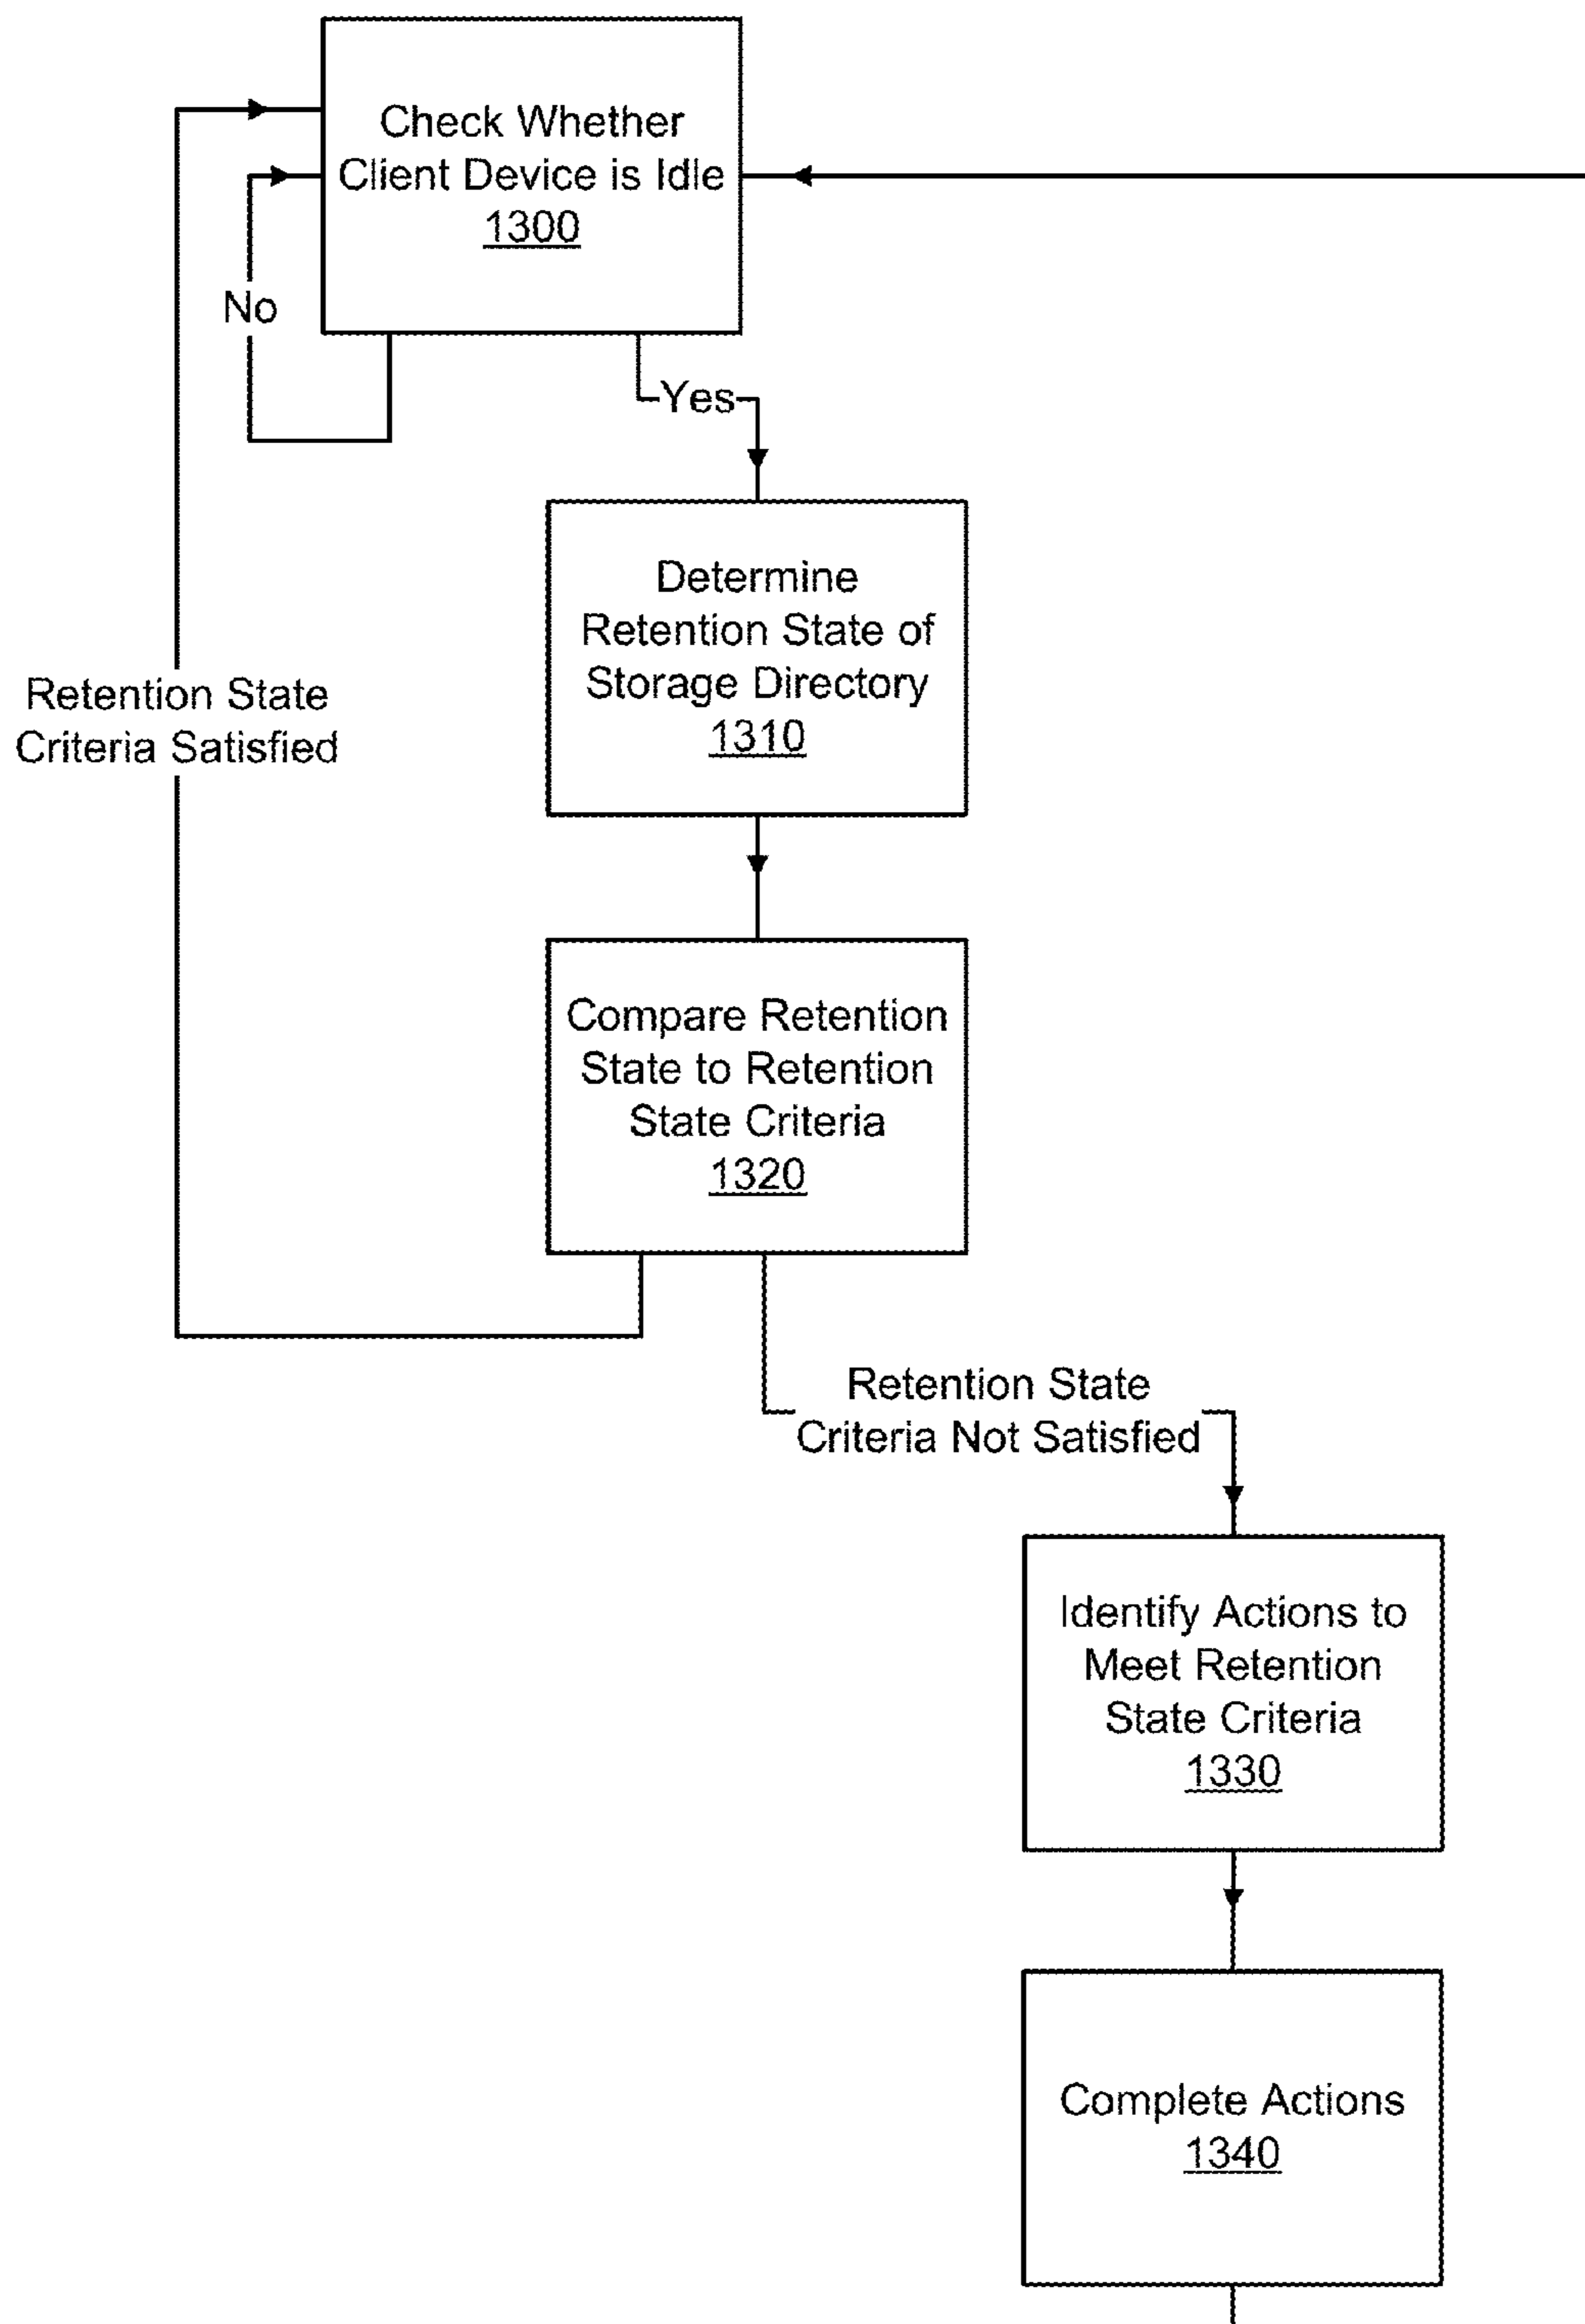 Check Whether
Client Device is Idle
1300
No
Yes
Determine
Retention State of
Storage Directory
1310
Retention State
Criteria Satisfied
Compare Retention
State to Retention
State Criteria
1320
Retention State
Criteria Not Satisfied
Identify Actions to
Meet Retention
State Criteria
1330
Complete Actions
1340